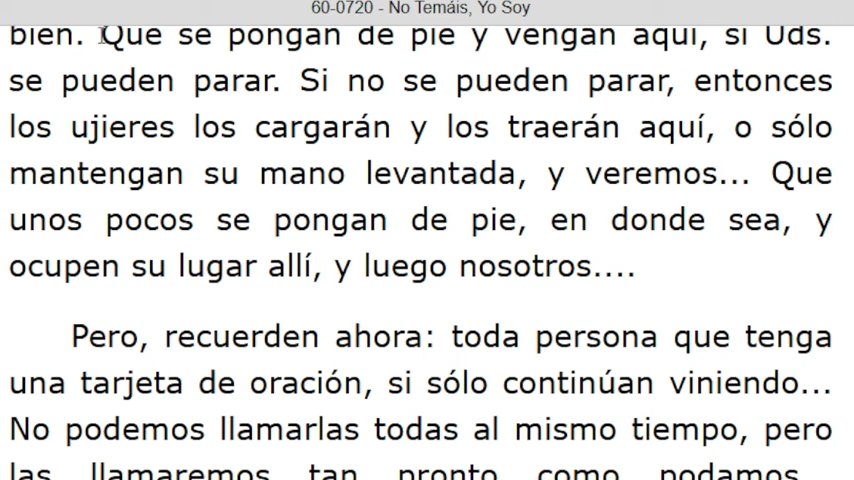 60-0720 - No Temáis, Yo Soy
bien. Que se pongan de pie y vengan aquí, si Uds.
se pueden parar. Si no se pueden parar, entonces
los ujieres los cargarán y los traerán aquí, o sólo
mantengan su mano levantada, y veremos... Que
unos pocos se pongan de pie, en donde sea, y
ocupen su lugar allí, y luego nosotros....
Pero, recuerden ahora: toda persona que tenga
una tarjeta de oración, si sólo continúan viniendo...
No podemos llamarlas todas al mismo tiempo, pero
las llamaremos tan pronto como podamos.